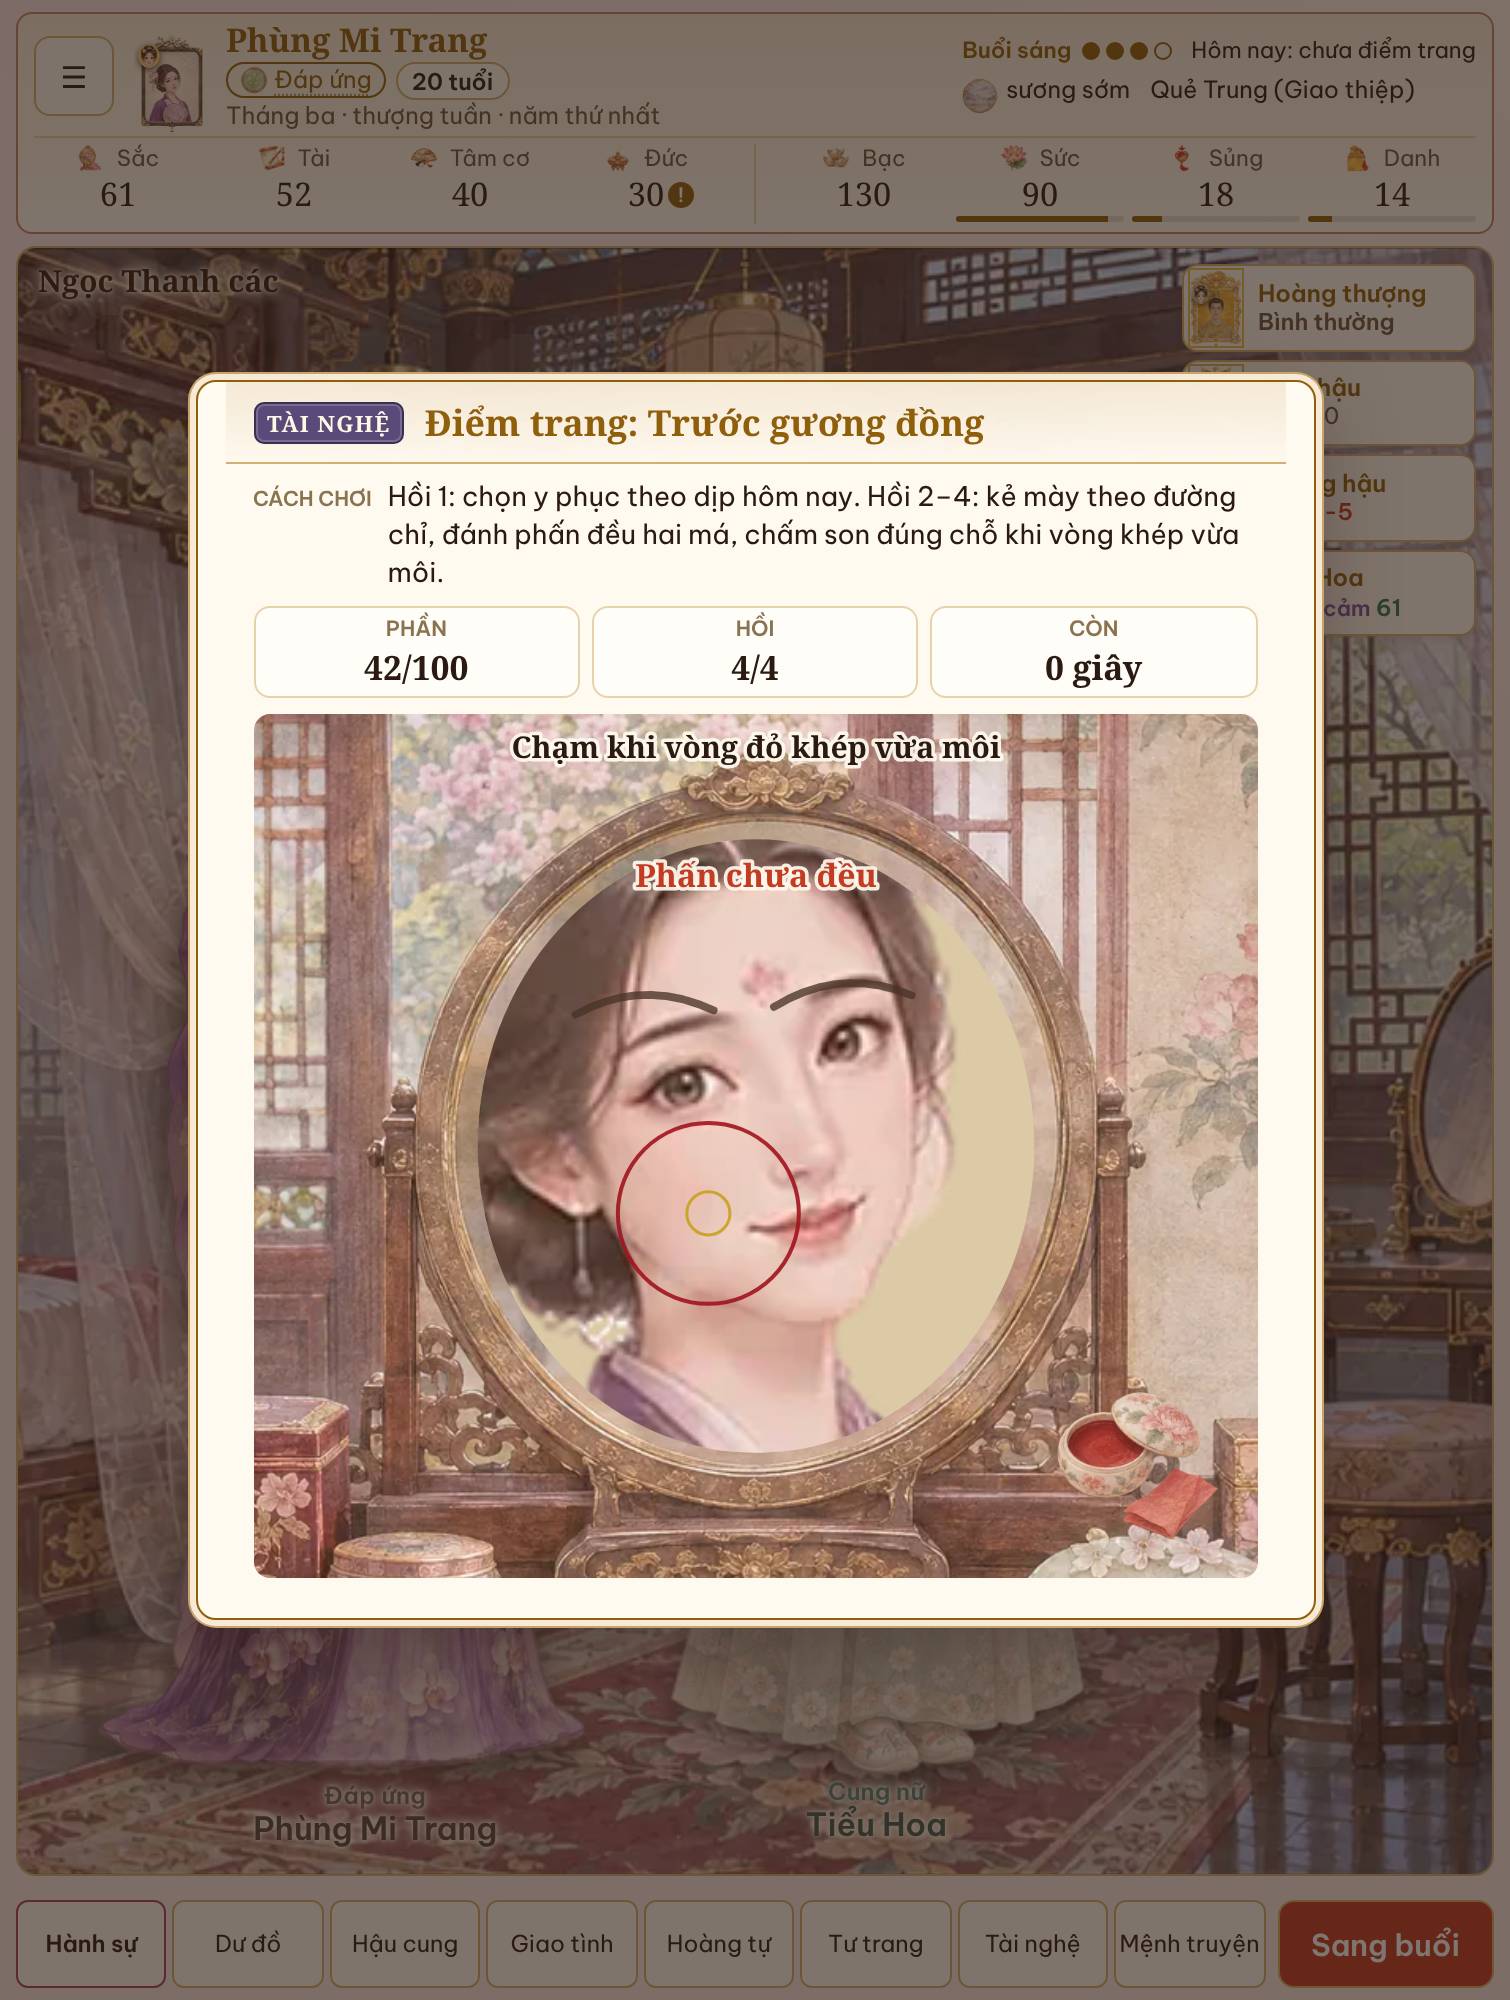 Phùng Mi Trang
Đáp ứng
20 tuổi
Tháng ba · thượng tuần · năm thứ nhất
Buổi sáng
Hôm nay: chưa điểm trang
sương sớm
Quẻ Trung (Giao thiệp)
Sắc
61
Tài
52
Tâm cơ
40
Đức
30
!
Bạc
130
Sức
90
Sủng
18
Danh
14
Ngọc Thanh các
Hoàng thượng
Bình thường
hậu
0
g hậu
-5
Hoa
cảm 61
TÀI NGHỆ
Điểm trang: Trước gương đồng
CÁCH CHƠI
Hồi 1: chọn y phục theo dịp hôm nay. Hồi 2–4: kẻ mày theo đường
chỉ, đánh phấn đều hai má, chấm son đúng chỗ khi vòng khép vừa
môi.
PHẦN
42/100
HỒI
4/4
CÒN
0 giây
Chạm khi vòng đỏ khép vừa môi
Phấn chưa đều
Đáp ứng
Phùng Mi Trang
Cung nữ
Tiểu Hoa
Hành sự
Dư đồ
Hậu cung
Giao tình
Hoàng tự
Tư trang
Tài nghệ
Mệnh truyện
Sang buổi